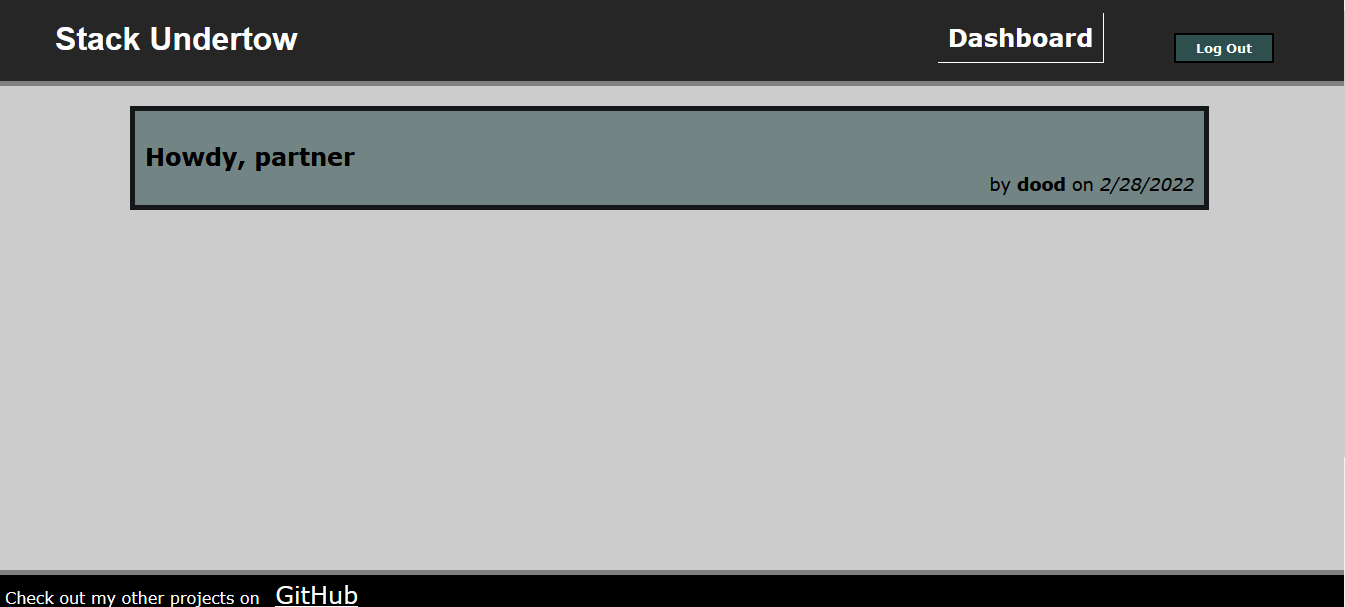 Stack Undertow
Dashboard
Log Out
Howdy, partner
by dood on 2/28/2022
Check out my other projects on GitHub